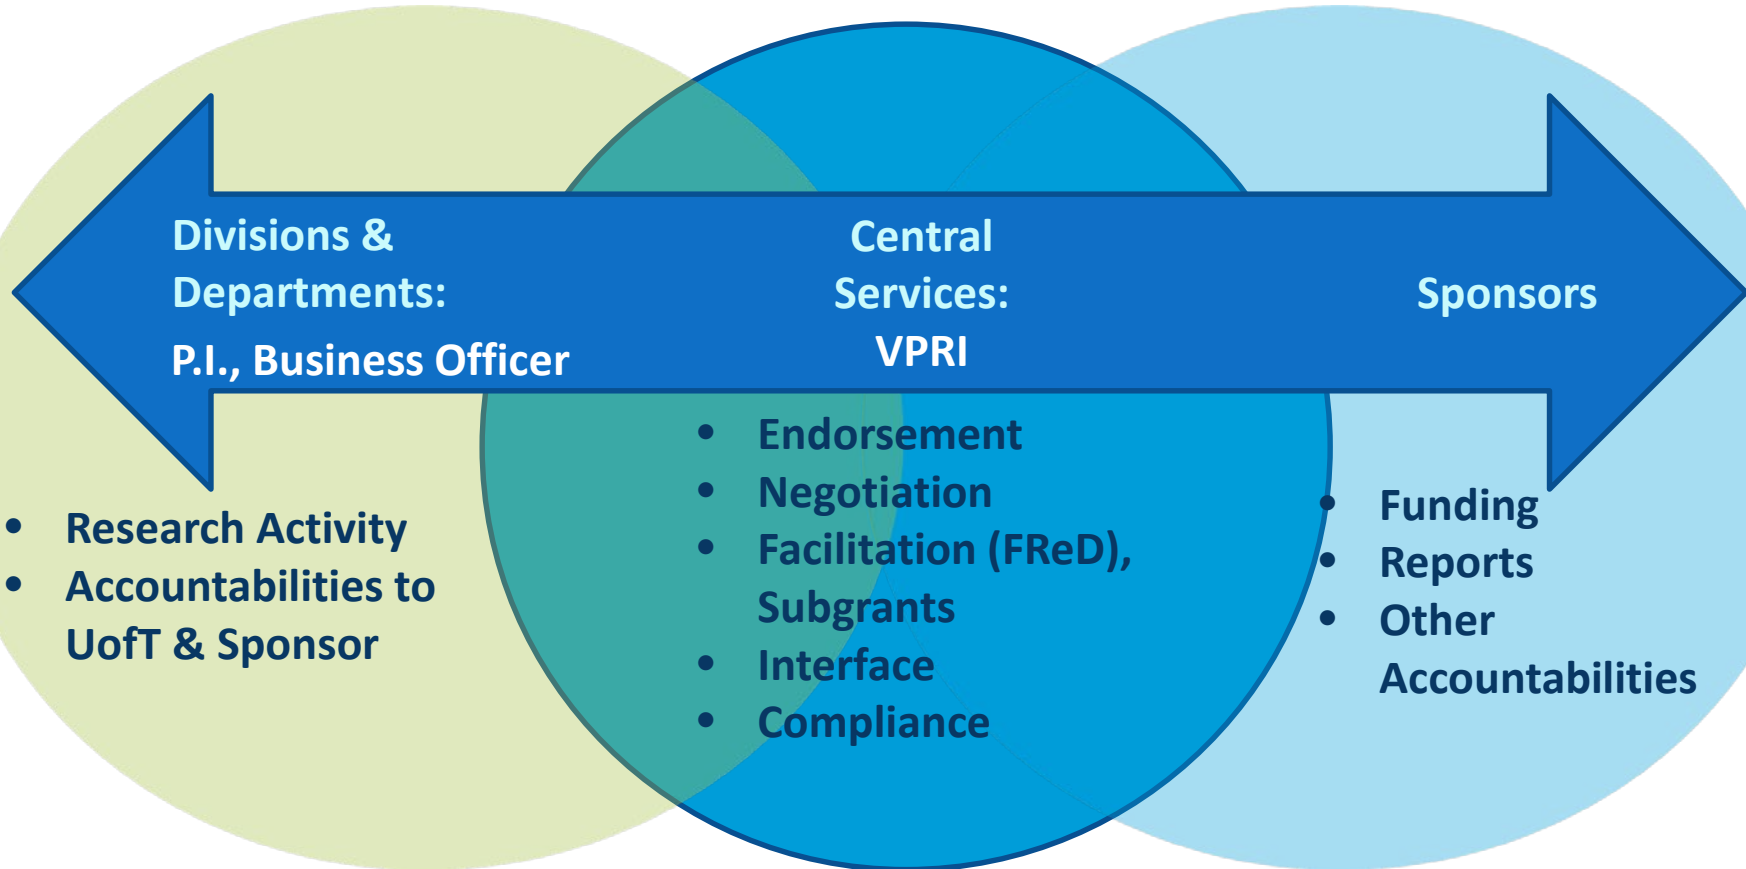 Divisions &
Departments:
P.I., Business Officer
Central
Services:
VPRI
Sponsors
• Research Activity
• Accountabilities to
UofT & Sponsor
• Endorsement
• Negotiation
• Facilitation (FReD),
Subgrants
• Interface
• Compliance
• Funding
• Reports
• Other
Accountabilities